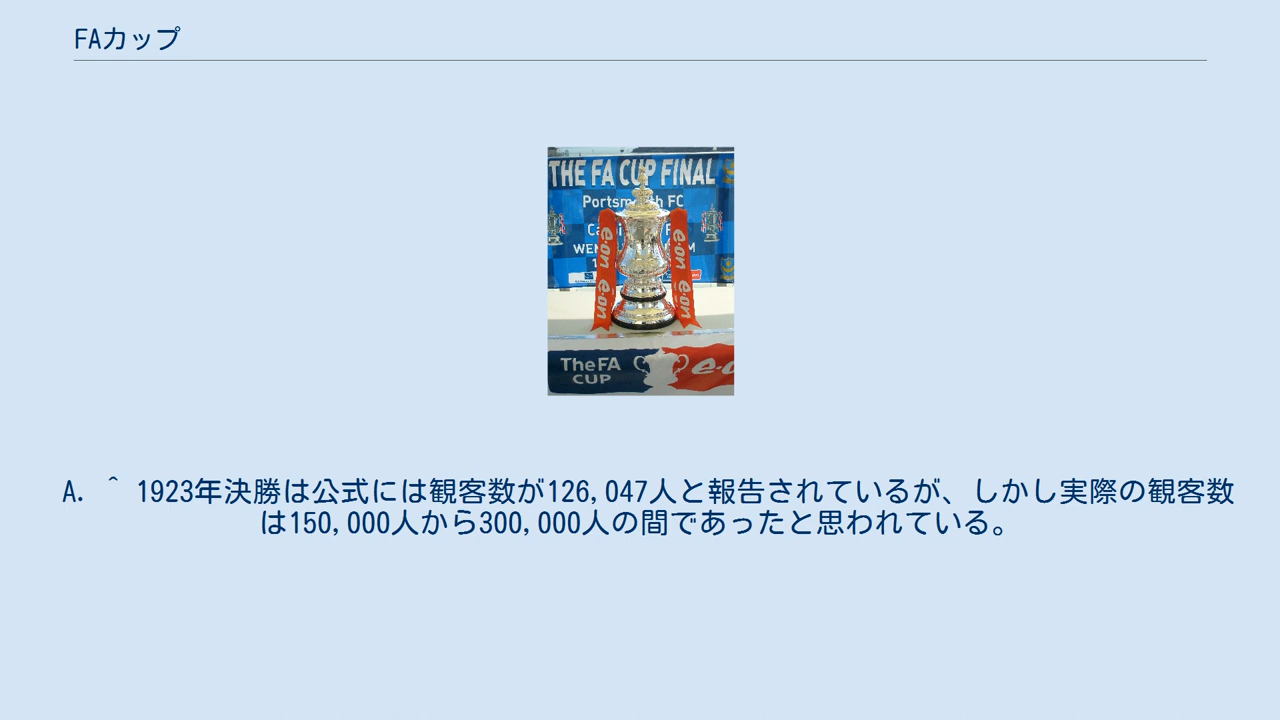 FAカップ
THE FA CUP FINAL
Portsmouth FC
e·on e·on
e·on e·on
The FA
CUP
A. ^ 1923年決勝は公式には観客数が126,047人と報告されているが、しかし実際の観客数
は150,000人から300,000人の間であったと思われている。